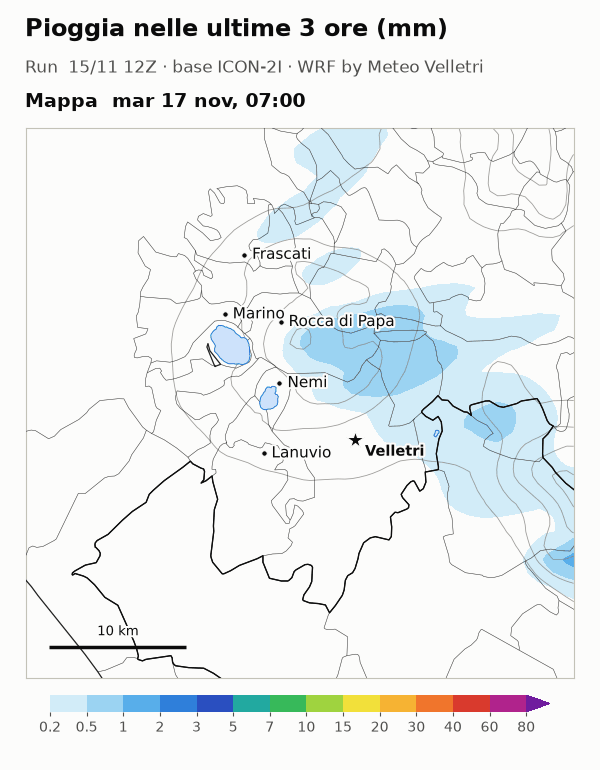 Pioggia nelle ultime 3 ore (mm)
Run  15/11 12Z · base ICON-2I · WRF by Meteo Velletri
Mappa  mar 17 nov, 07:00
Frascati
Marino
Rocca di Papa
Nemi
Velletri
Lanuvio
10 km
0.2 0.5 1 2 3 5 7 10 15 20 30 40 60 80